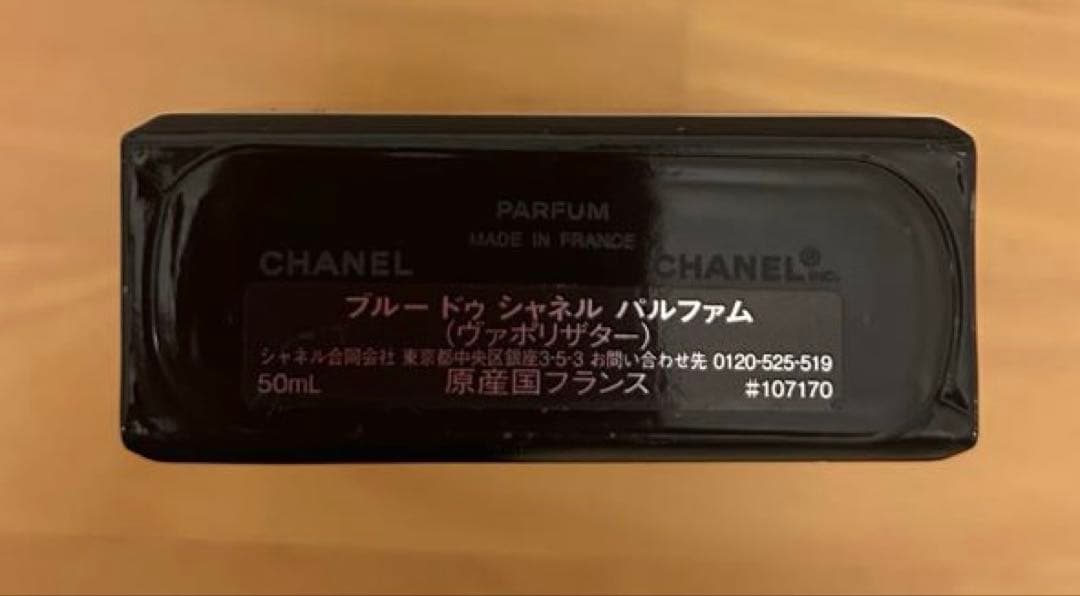 PARFUM
MADE IN FRANCE
CHANEL
CHANEL® INC.
ブルー ドゥ シャネル パルファム
(ヴァポリザター)
シャネル合同会社 東京都中央区銀座3-5-3 お問い合わせ先 0120-525-519
50mL 原産国フランス #107170